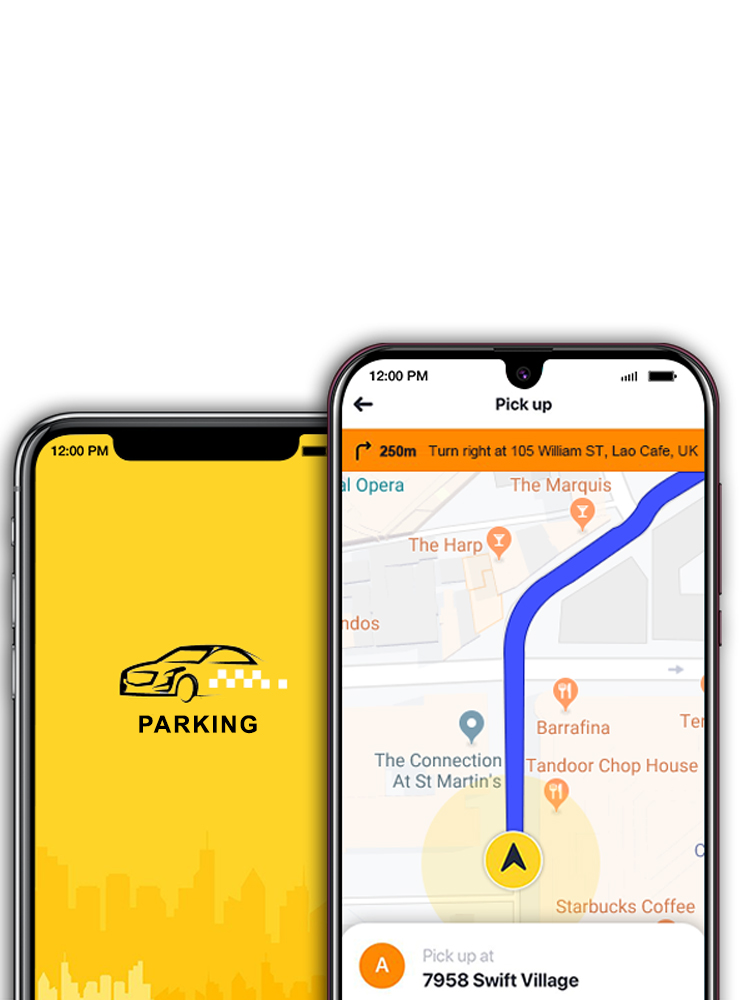 12:00 PM
PARKING
12:00 PM
Pick up
250m Turn right at 105 William ST, Lao Cafe, UK
al Opera
The Marquis
The Harp
ndos
Barrafina
Ter
The Connection
At St Martin's
Tandoor Chop House
C
Starbucks Coffee
A
Pick up at
7958 Swift Village